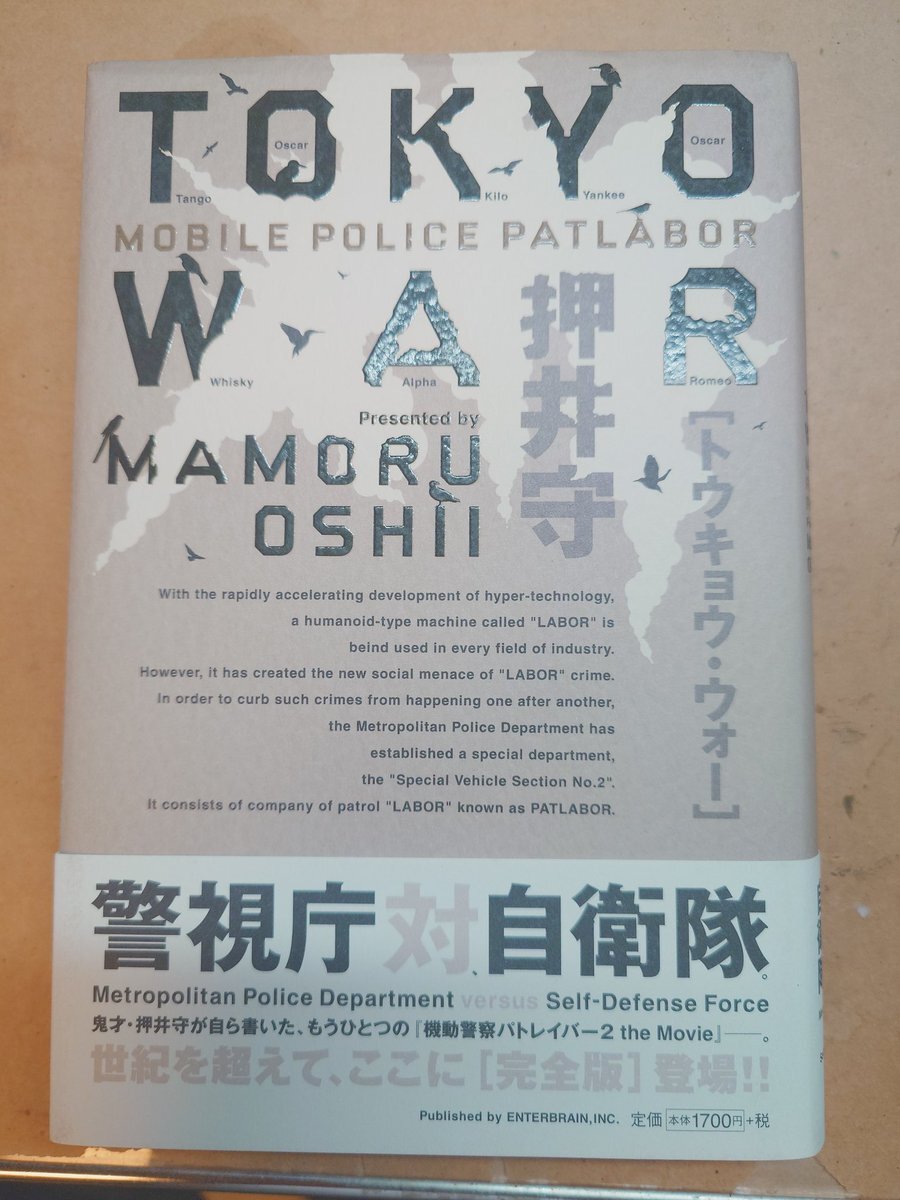 TOKYO
Oscar
Oscar
Tango
Kilo
Yankee
MOBILE POLICE PATLABOR
WAR
Whisky
Alpha
Romeo
押井守
[トウキョウ・ウォー]
Presented by
MAMORU
OSHII
With the rapidly accelerating development of hyper-technology,
a humanoid-type machine called "LABOR" is
beind used in every field of industry.
However, it has created the new social menace of "LABOR" crime.
In order to curb such crimes from happening one after another,
the Metropolitan Police Department has
established a special department,
the "Special Vehicle Section No.2".
It consists of company of patrol "LABOR" known as PATLABOR.
警視庁対、自衛隊。
Metropolitan Police Department versus Self-Defense Force
鬼才・押井守が自ら書いた、もうひとつの『機動警察パトレイバー2 the Movie』──。
世紀を超えて、ここに[完全版]登場!!
Published by ENTERBRAIN,INC. 定価 本体1700円+税